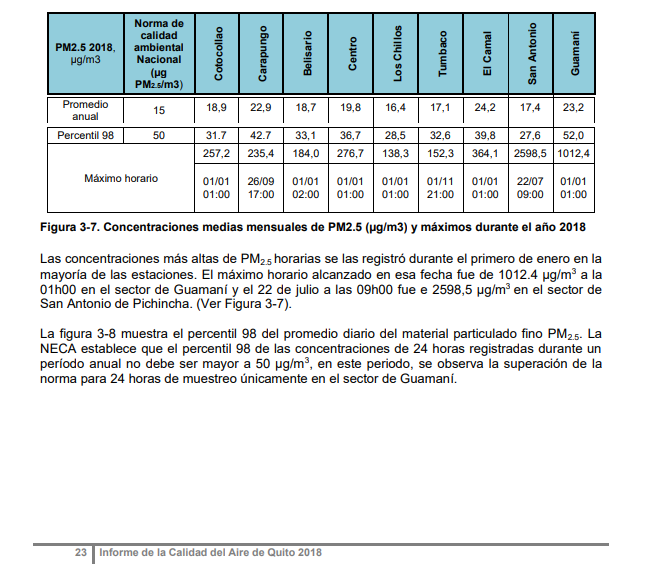 PM2.5 2018, µg/m3 | Norma de calidad ambiental Nacional (µg PM2.5/m3) | Cotocollao | Carapungo | Belisario | Centro | Los Chillos | Tumbaco | El Camal | San Antonio | Guamaní
Promedio anual | 15 | 18,9 | 22,9 | 18,7 | 19,8 | 16,4 | 17,1 | 24,2 | 17,4 | 23,2
Percentil 98 | 50 | 31.7 | 42.7 | 33,1 | 36,7 | 28,5 | 32,6 | 39,8 | 27,6 | 52,0
Máximo horario | 257,2 | 235,4 | 184,0 | 276,7 | 138,3 | 152,3 | 364,1 | 2598,5 | 1012,4
01/01 | 26/09 | 01/01 | 01/01 | 01/01 | 01/11 | 01/01 | 22/07 | 01/01
01:00 | 17:00 | 02:00 | 01:00 | 01:00 | 21:00 | 01:00 | 09:00 | 01:00
Figura 3-7. Concentraciones medias mensuales de PM2.5 (µg/m3) y máximos durante el año 2018
Las concentraciones más altas de PM2.5 horarias se las registró durante el primero de enero en la
mayoría de las estaciones. El máximo horario alcanzado en esa fecha fue de 1012.4 µg/m³ a la
01h00 en el sector de Guamaní y el 22 de julio a las 09h00 fue e 2598,5 µg/m³ en el sector de
San Antonio de Pichincha. (Ver Figura 3-7).
La figura 3-8 muestra el percentil 98 del promedio diario del material particulado fino PM2.5. La
NECA establece que el percentil 98 de las concentraciones de 24 horas registradas durante un
período anual no debe ser mayor a 50 µg/m³, en este periodo, se observa la superación de la
norma para 24 horas de muestreo únicamente en el sector de Guamaní.
23 | Informe de la Calidad del Aire de Quito 2018